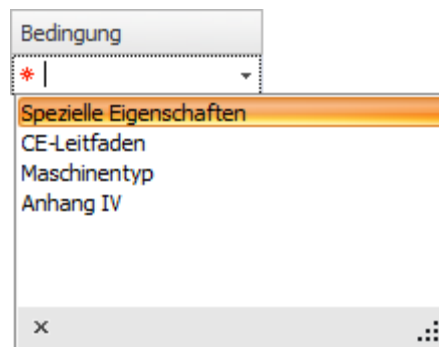 Bedingung
Spezielle Eigenschaften
CE-Leitfaden
Maschinentyp
Anhang IV